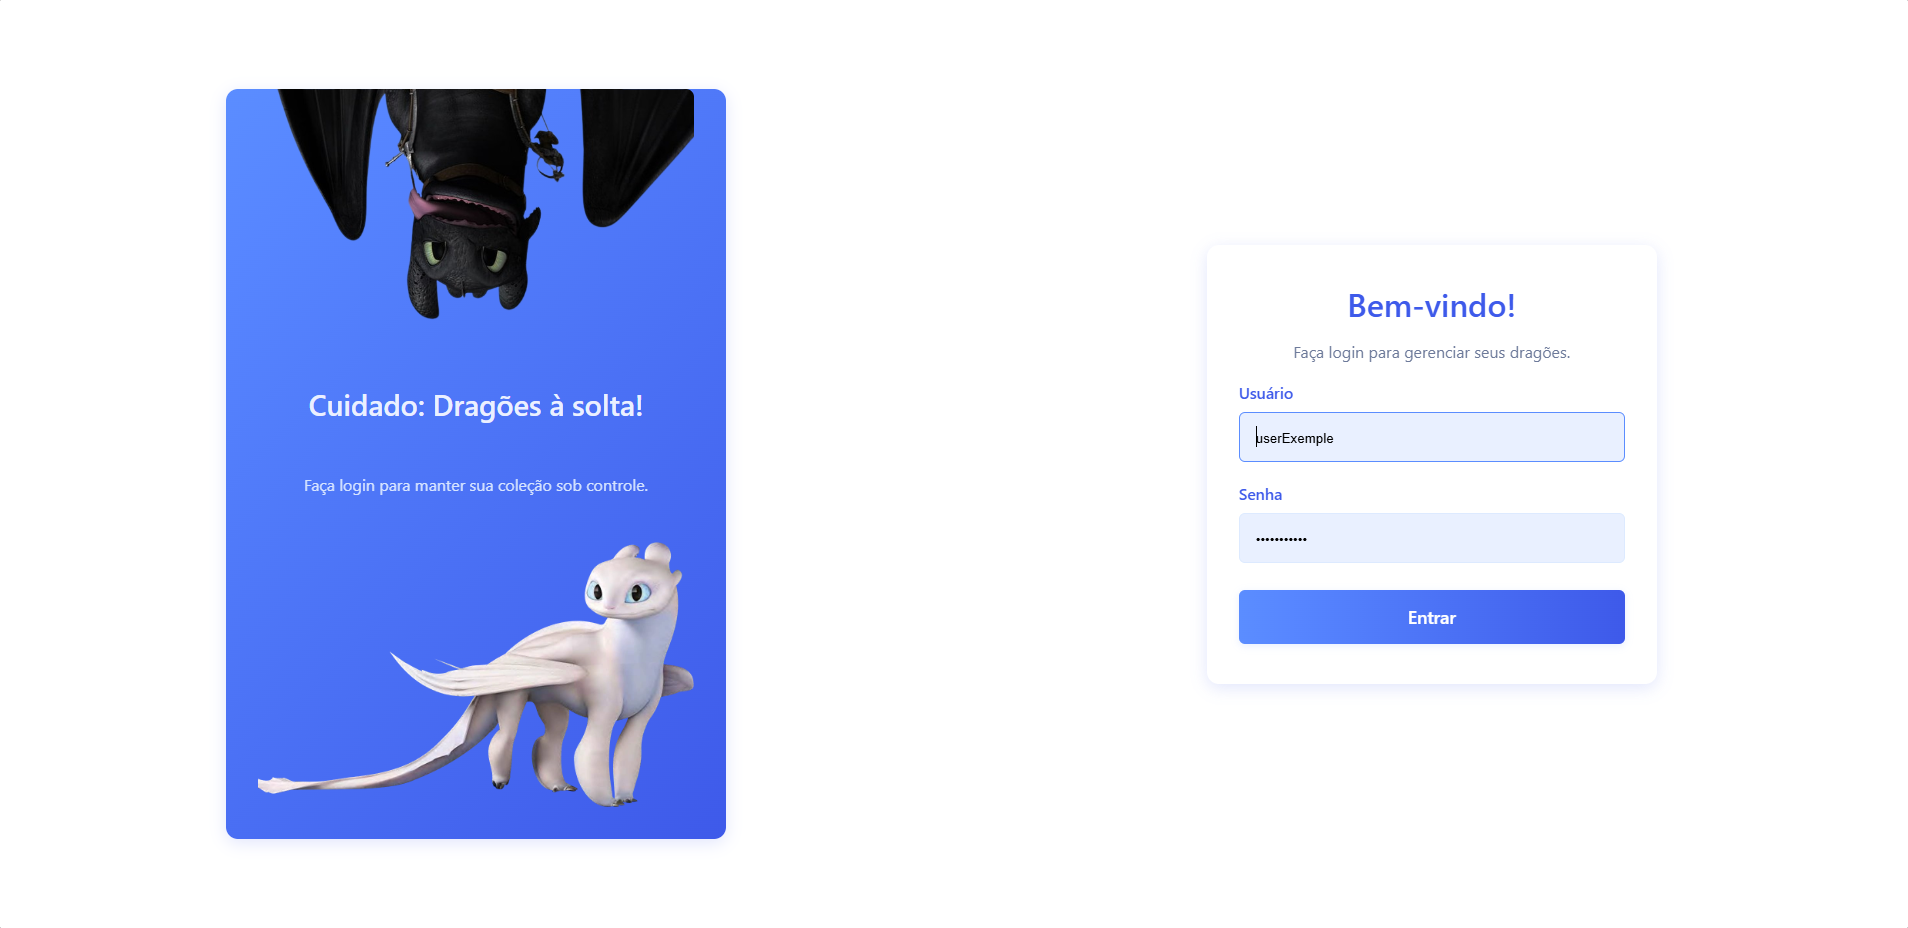 Cuidado: Dragões à solta!
Faça login para manter sua coleção sob controle.
Bem-vindo!
Faça login para gerenciar seus dragões.
Usuário
userExemple
Senha
•••••••••••
Entrar